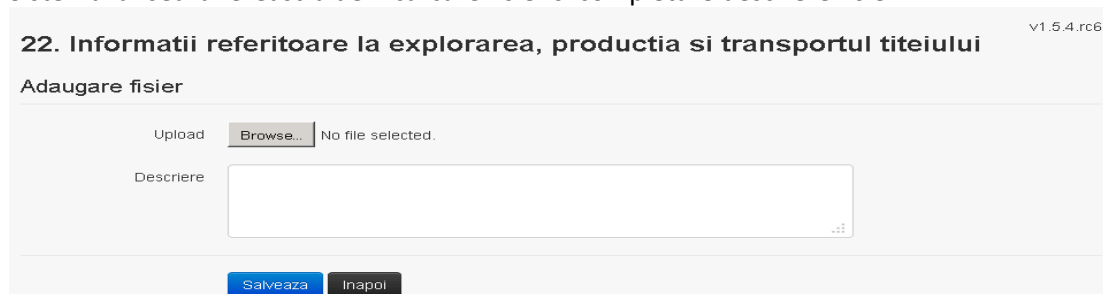 v1.5.4.rc6
22. Informatii referitoare la explorarea, productia si transportul titeiului
Adaugare fisier
Upload Browse... No file selected.
Descriere
Salveaza Inapoi